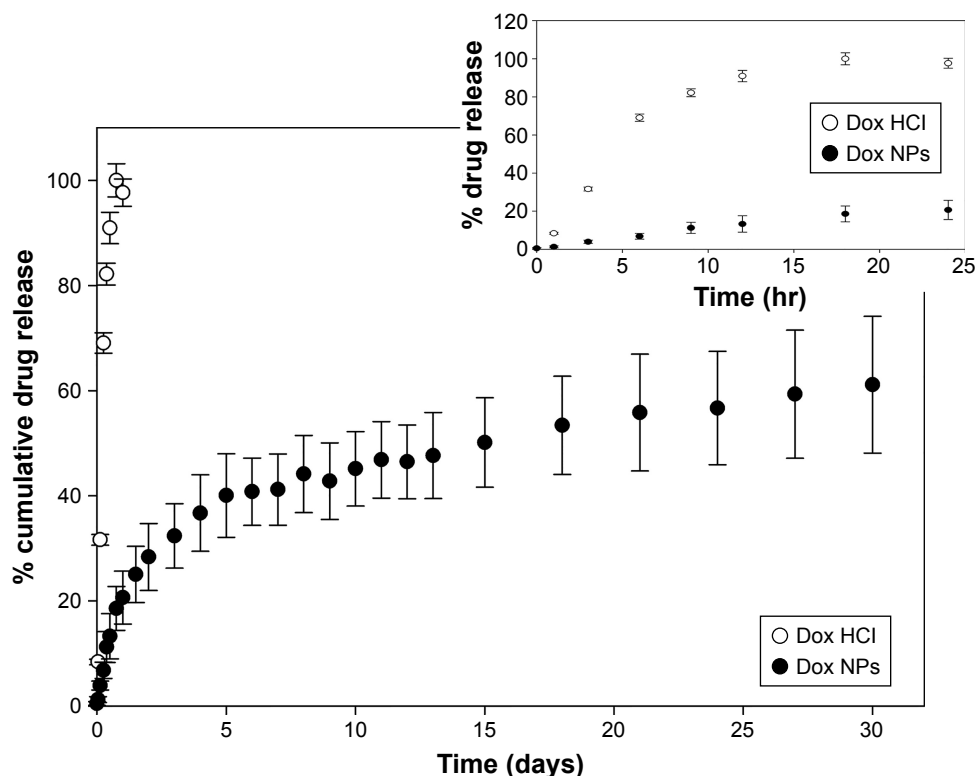 120
100
80
60
40
20
0
% drug release
Dox HCl
Dox NPs
0 5 10 15 20 25
Time (hr)
100
80
60
40
20
0
% cumulative drug release
Dox HCl
Dox NPs
0 5 10 15 20 25 30
Time (days)